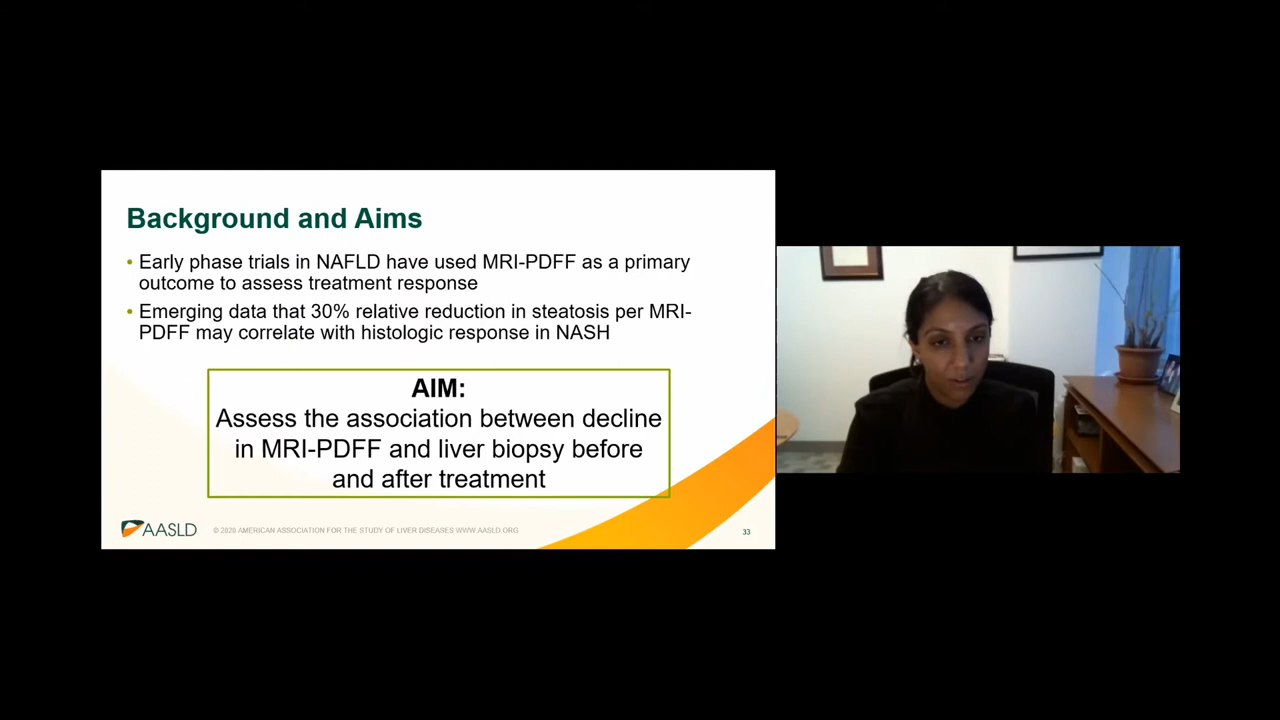 Background and Aims
• Early phase trials in NAFLD have used MRI-PDFF as a primary
outcome to assess treatment response
• Emerging data that 30% relative reduction in steatosis per MRI-
PDFF may correlate with histologic response in NASH
AIM:
Assess the association between decline
in MRI-PDFF and liver biopsy before
and after treatment
AASLD
© 2020 AMERICAN ASSOCIATION FOR THE STUDY OF LIVER DISEASES WWW.AASLD.ORG
33